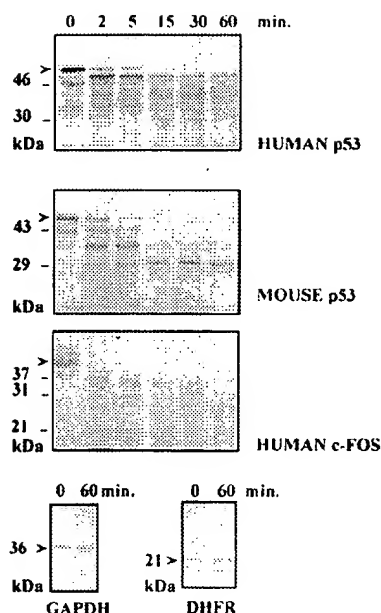 0 2 5 15 30 60 min.
46
30
kDa
HUMAN p53
43
29
kDa
MOUSE p53
37
31
21
kDa
HUMAN c-FOS
0 60 min.
36
kDa
GAPDH
0 60 min.
21
kDa
DHFR